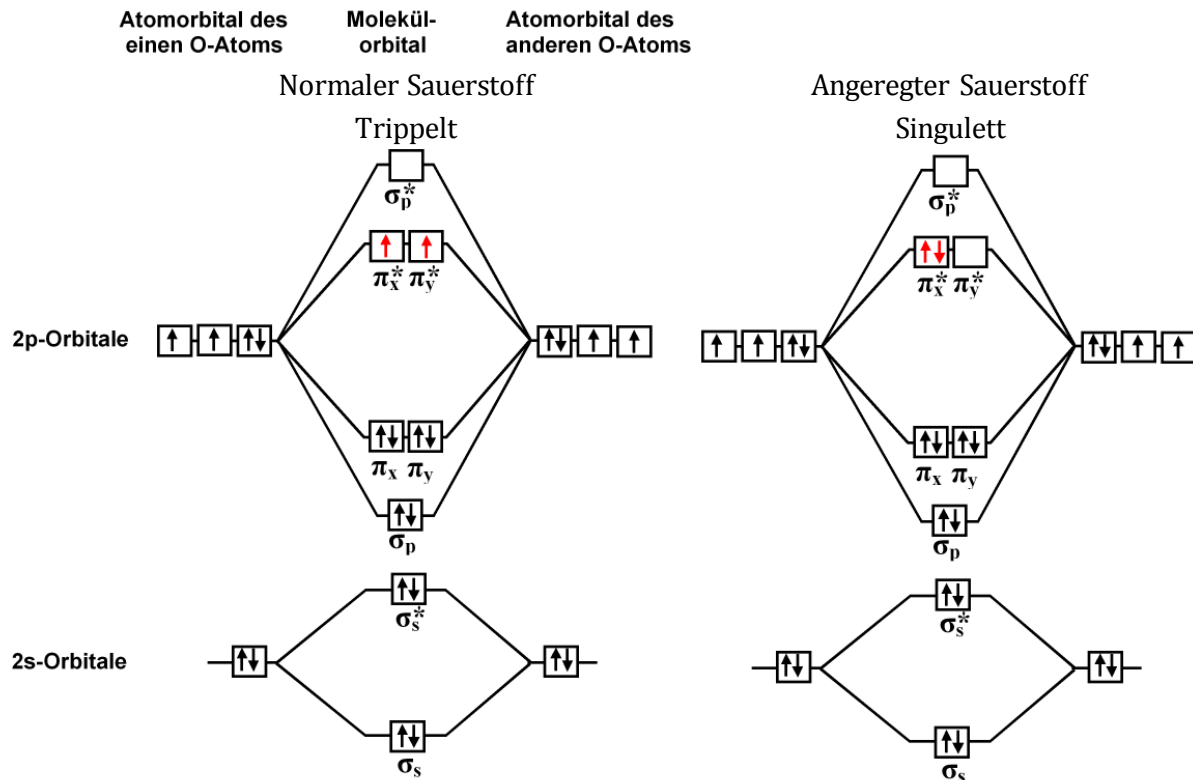 Atomorbital des
einen O-Atoms
Molekül-
orbital
Atomorbital des
anderen O-Atoms
Normaler Sauerstoff
Trippelt
Angeregter Sauerstoff
Singulett
σp*
σp*
πx* πy*
πx* πy*
2p-Orbitale
πx πy
πx πy
σp
σp
σs*
σs*
2s-Orbitale
σs
σs